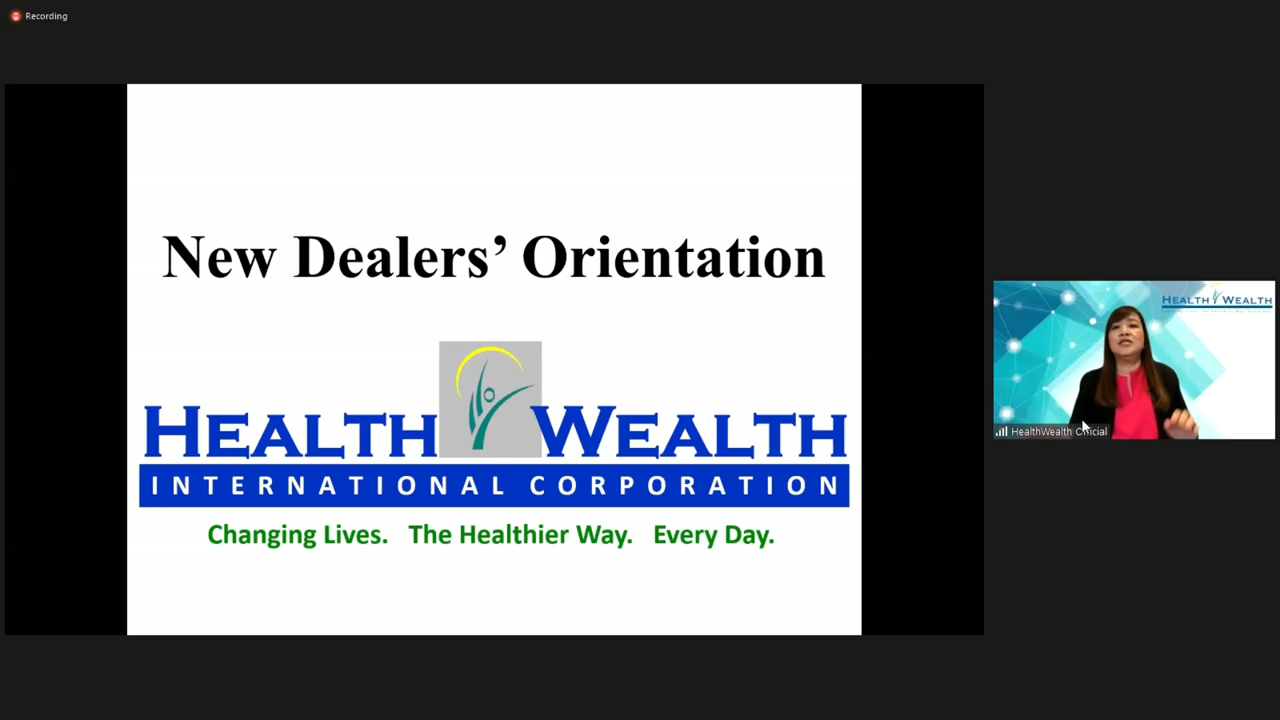 Recording
New Dealers’ Orientation
HEALTH WEALTH
INTERNATIONAL CORPORATION
Changing Lives. The Healthier Way. Every Day.
HEALTH WEALTH
HealthWealth Official